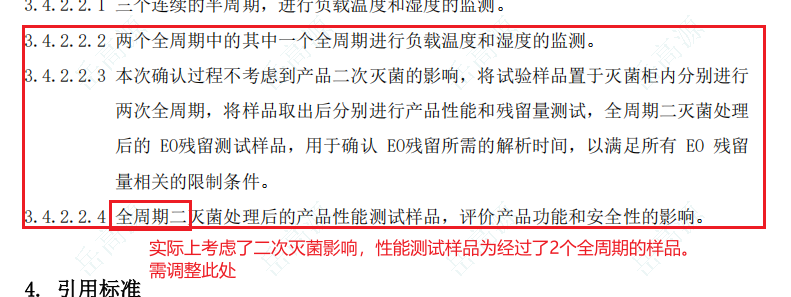 3.4.2.2.1 三个连续的半周期，进行负载温度和湿度的监测。
3.4.2.2.2 两个全周期中的其中一个全周期进行负载温度和湿度的监测。
3.4.2.2.3 本次确认过程不考虑到产品二次灭菌的影响，将试验样品置于灭菌柜内分别进行
两次全周期，将样品取出后分别进行产品性能和残留量测试，全周期二灭菌处理
后的 EO残留测试样品，用于确认 EO残留所需的解析时间，以满足所有 EO 残留
量相关的限制条件。
3.4.2.2.4 全周期二灭菌处理后的产品性能测试样品，评价产品功能和安全性的影响。
实际上考虑了二次灭菌影响，性能测试样品为经过了2个全周期的样品。
需调整此处
4. 引用标准